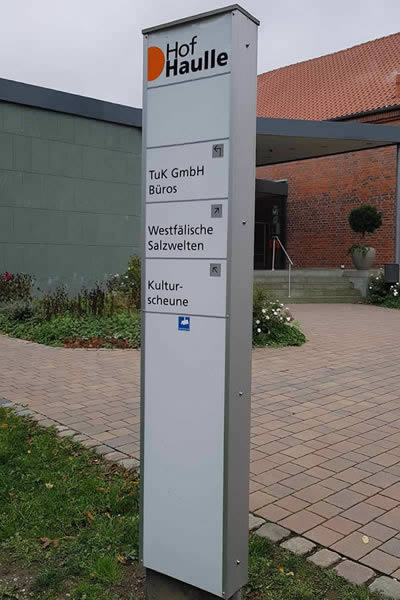 Hof
Haulle
TuK GmbH
Büros
Westfälische
Salzwelten
Kultur-
scheune